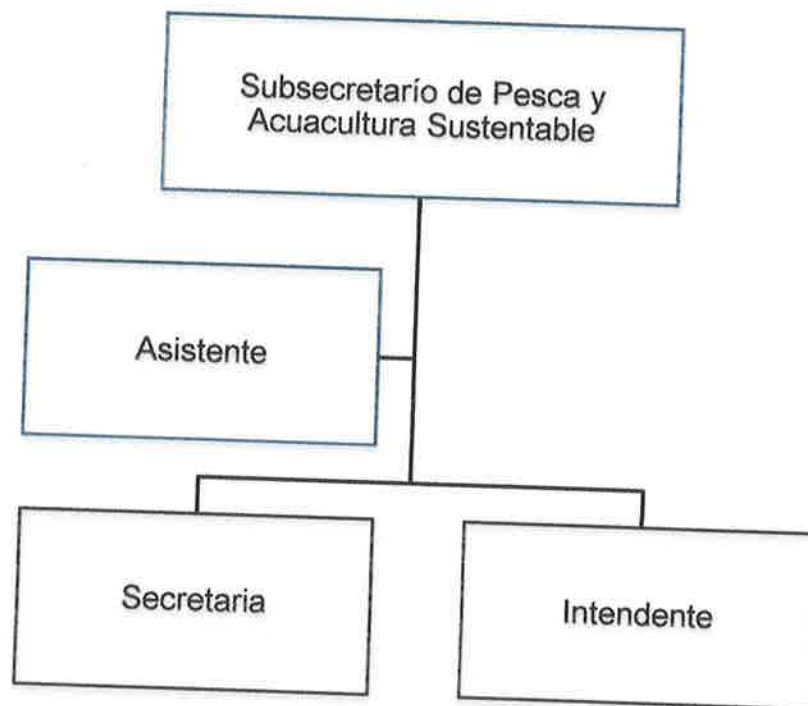 Subsecretarío de Pesca y
Acuacultura Sustentable
Asistente
Secretaria
Intendente